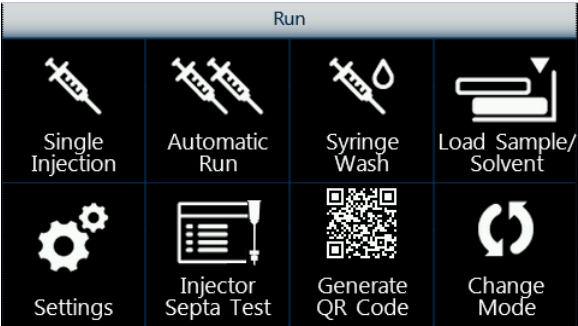 Run
Single
Injection
Automatic
Run
Syringe
Wash
Load Sample/
Solvent
Settings
Injector
Septa Test
Generate
QR Code
Change
Mode